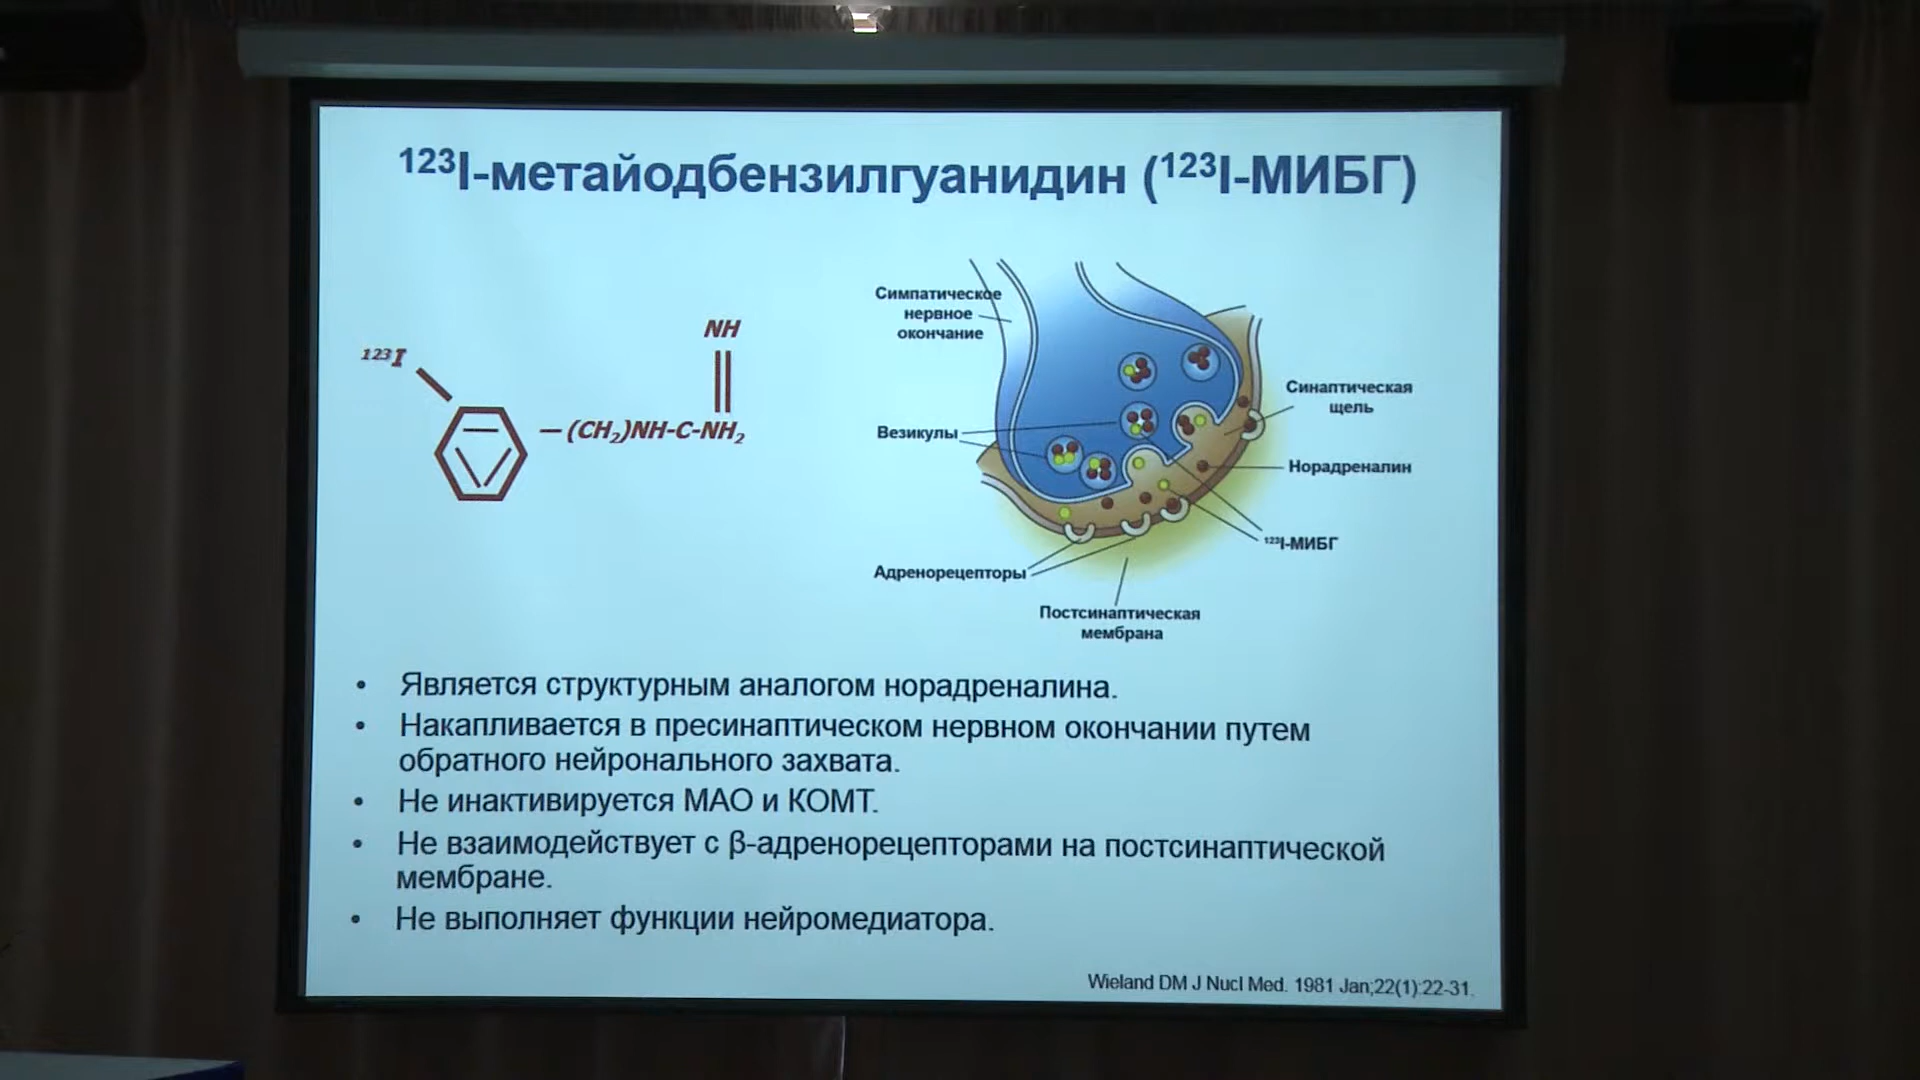 ¹²³I-метайодбензилгуанидин (¹²³I-МИБГ)
¹²³I
NH
(CH₂)NH-C-NH₂
Симпатическое
нервное
окончание
Везикулы
Синаптическая
щель
Норадреналин
¹²³I-МИБГ
Адренорецепторы
Постсинаптическая
мембрана
• Является структурным аналогом норадреналина.
• Накапливается в пресинаптическом нервном окончании путем
обратного нейронального захвата.
• Не инактивируется МАО и КОМТ.
• Не взаимодействует с β-адренорецепторами на постсинаптической
мембране.
• Не выполняет функции нейромедиатора.
Wieland DM J Nucl Med. 1981 Jan;22(1):22-31.